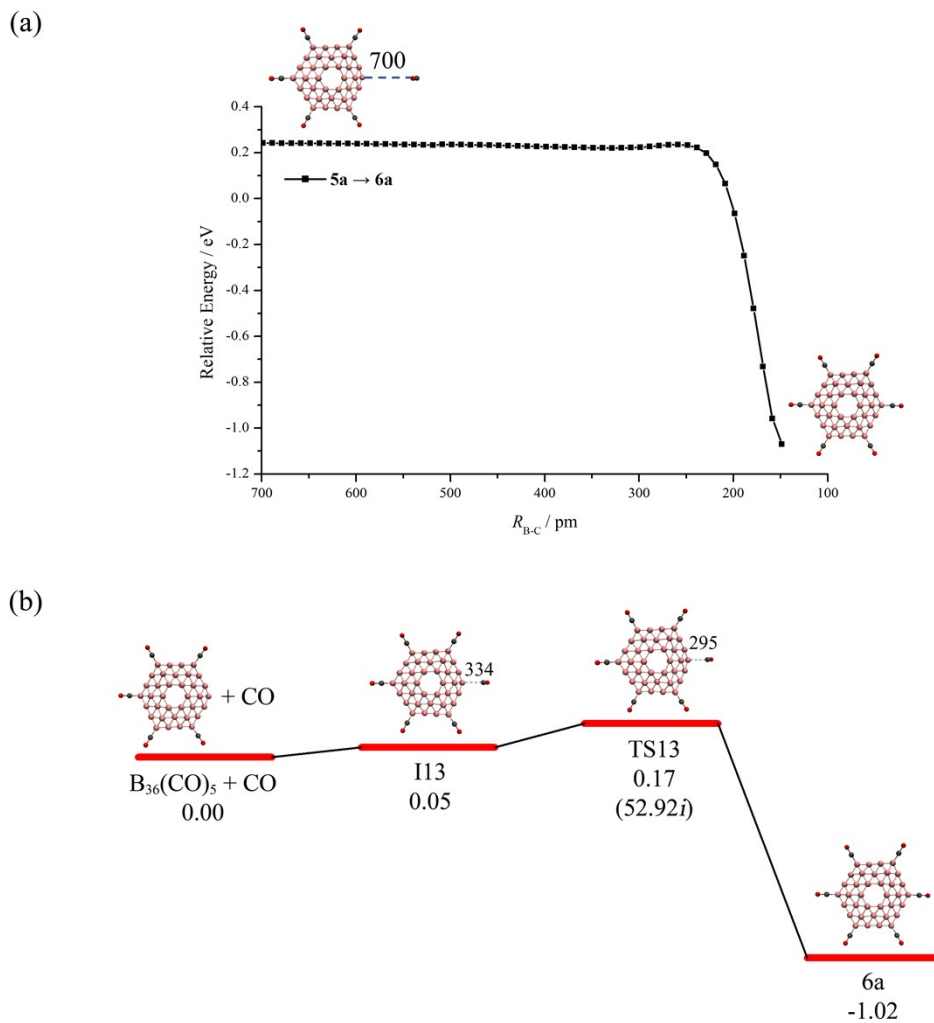 (a)
700
0.4
0.2
0.0
-0.2
-0.4
-0.6
-0.8
-1.0
-1.2
Relative Energy / eV
5a → 6a
700 600 500 400 300 200 100
R_B-C / pm
(b)
+ CO
334
295
B₃₆(CO)₅ + CO
0.00
I13
0.05
TS13
0.17
(52.92i)
6a
-1.02